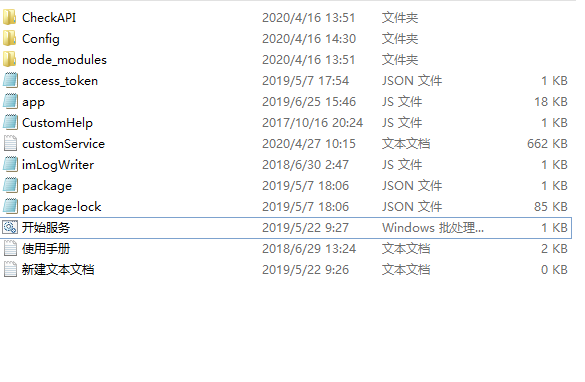 CheckAPI 2020/4/16 13:51 文件夹
Config 2020/4/16 14:30 文件夹
node_modules 2020/4/16 13:51 文件夹
access_token 2019/5/7 17:54 JSON 文件 1 KB
app 2019/6/25 15:46 JS 文件 18 KB
CustomHelp 2017/10/16 20:24 JS 文件 1 KB
customService 2020/4/27 10:15 文本文档 662 KB
imLogWriter 2018/6/30 2:47 JS 文件 1 KB
package 2019/5/7 18:06 JSON 文件 1 KB
package-lock 2019/5/7 18:06 JSON 文件 85 KB
开始服务 2019/5/22 9:27 Windows 批处理... 1 KB
使用手册 2018/6/29 13:24 文本文档 2 KB
新建文本文档 2019/5/22 9:26 文本文档 0 KB